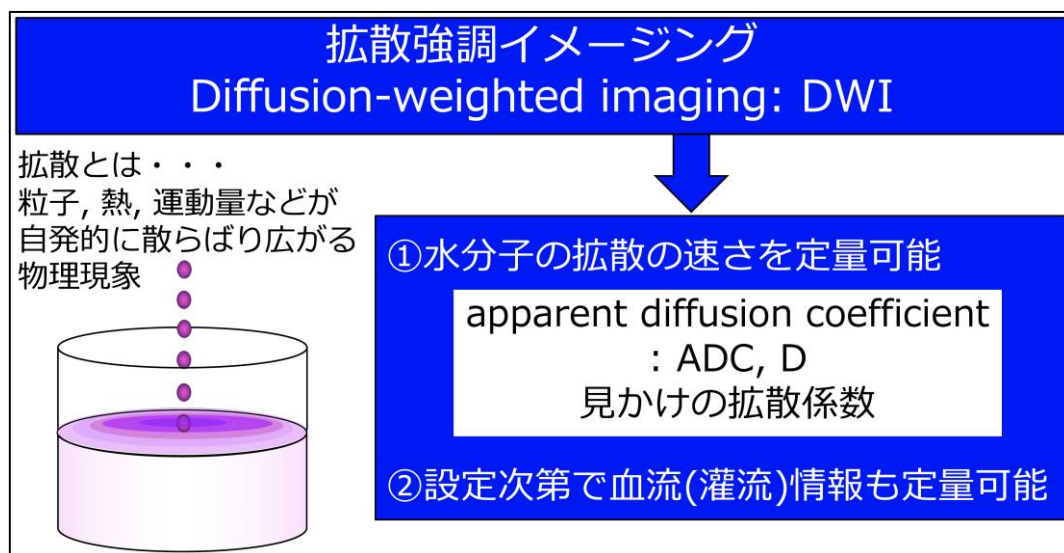 拡散強調イメージング
Diffusion-weighted imaging: DWI
拡散とは・・・
粒子, 熱, 運動量などが
自発的に散らばり広がる
物理現象
①水分子の拡散の速さを定量可能
apparent diffusion coefficient
: ADC, D
見かけの拡散係数
②設定次第で血流(灌流)情報も定量可能